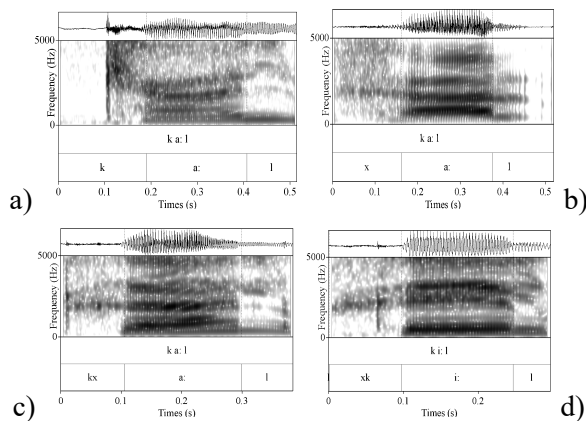 5000
Frequency (Hz)
0
k a: l
k a: l
0 0.1 0.2 0.3 0.4 0.5
Times (s)
a)
5000
Frequency (Hz)
0
k a: l
x a: l
0 0.1 0.2 0.3 0.4 0.5
Times (s)
b)
5000
Frequency (Hz)
0
k a: l
kx a: l
0 0.1 0.2 0.3
Times (s)
c)
5000
Frequency (Hz)
0
k i: l
xk i: l
0 0.1 0.2
Times (s)
d)